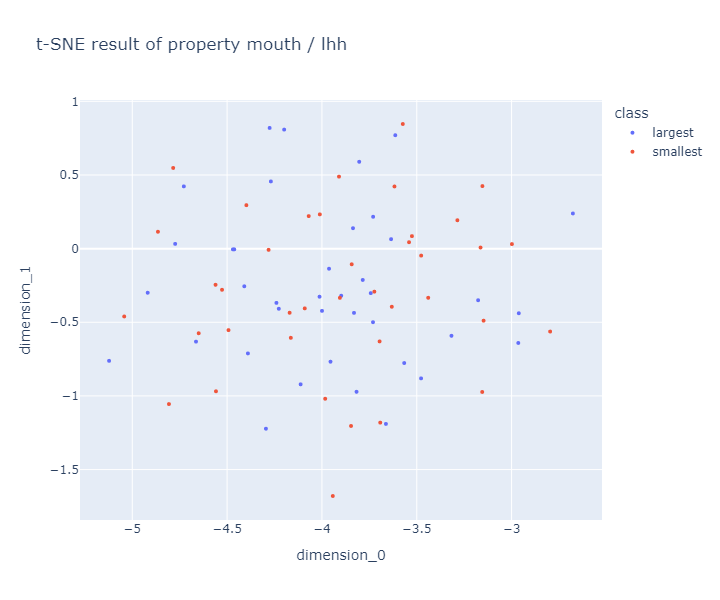 t-SNE result of property mouth / lhh
class
largest
smallest
1
0.5
0
−0.5
−1
−1.5
dimension_1
−5
−4.5
−4
−3.5
−3
dimension_0